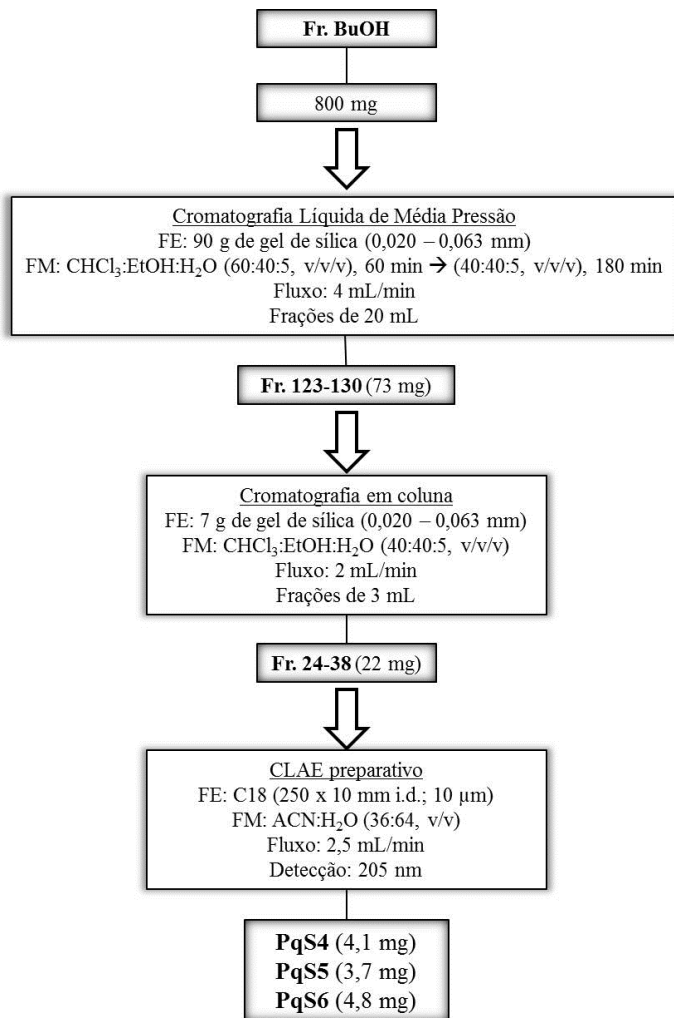 Fr. BuOH
800 mg
Cromatografia Líquida de Média Pressão
FE: 90 g de gel de sílica (0,020 – 0,063 mm)
FM: CHCl₃:EtOH:H₂O (60:40:5, v/v/v), 60 min → (40:40:5, v/v/v), 180 min
Fluxo: 4 mL/min
Frações de 20 mL
Fr. 123-130 (73 mg)
Cromatografia em coluna
FE: 7 g de gel de sílica (0,020 – 0,063 mm)
FM: CHCl₃:EtOH:H₂O (40:40:5, v/v/v)
Fluxo: 2 mL/min
Frações de 3 mL
Fr. 24-38 (22 mg)
CLAE preparativo
FE: C18 (250 x 10 mm i.d.; 10 µm)
FM: ACN:H₂O (36:64, v/v)
Fluxo: 2,5 mL/min
Detecção: 205 nm
PqS4 (4,1 mg)
PqS5 (3,7 mg)
PqS6 (4,8 mg)